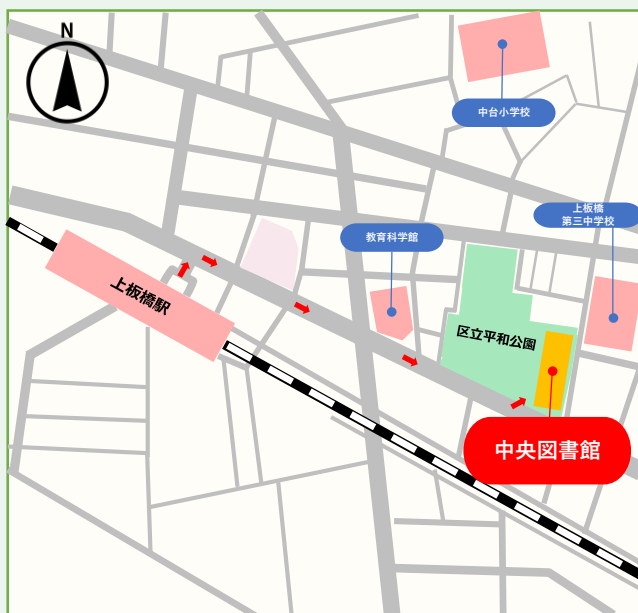 N
中台小学校
上板橋
第三中学校
教育科学館
上板橋駅
区立平和公園
中央図書館